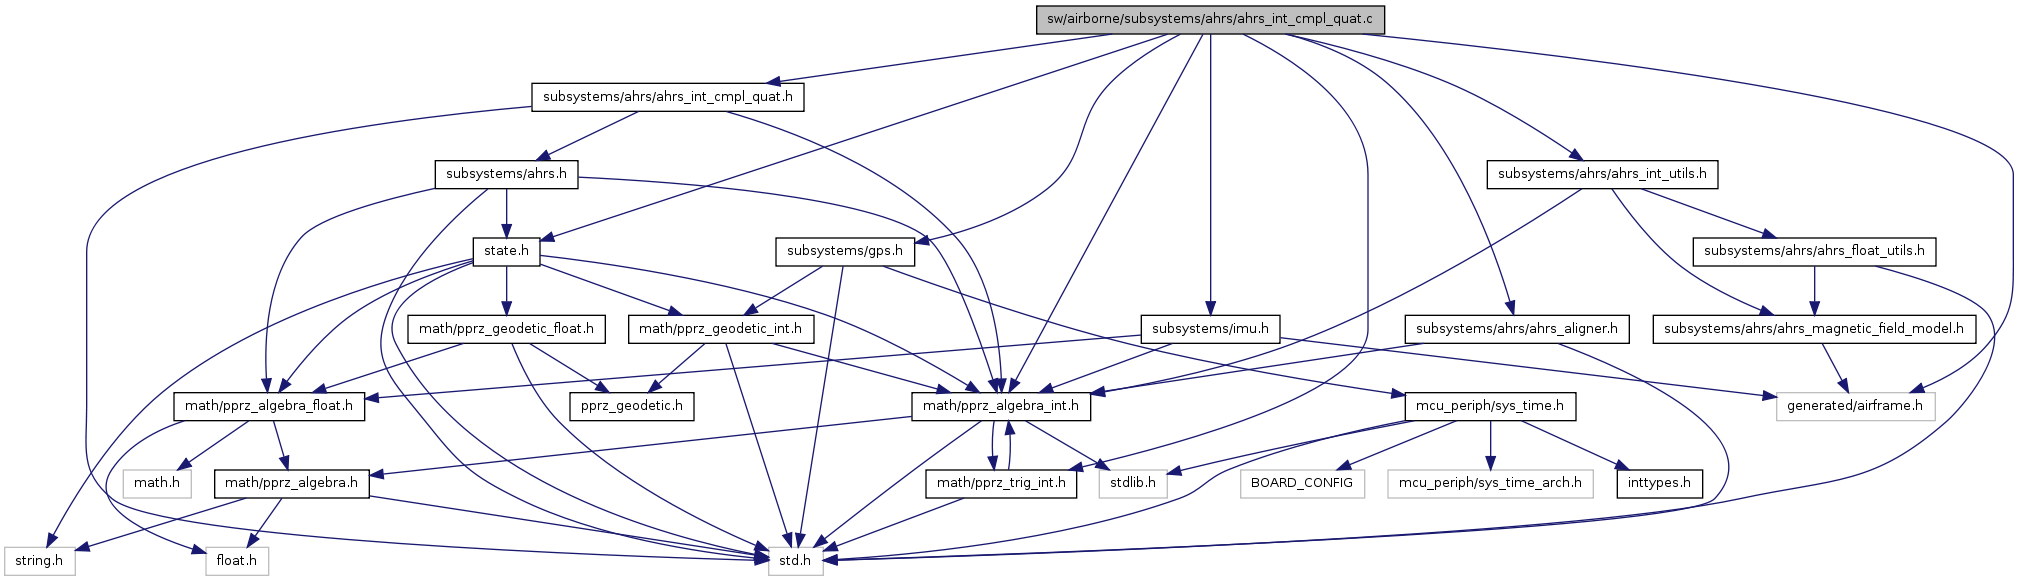 sw/airborne/subsystems/ahrs/ahrs_int_cmpl_quat.c
subsystems/ahrs/ahrs_int_cmpl_quat.h
subsystems/ahrs.h
subsystems/ahrs/ahrs_int_utils.h
state.h
subsystems/gps.h
subsystems/ahrs/ahrs_float_utils.h
math/pprz_geodetic_float.h
math/pprz_geodetic_int.h
subsystems/imu.h
subsystems/ahrs/ahrs_aligner.h
subsystems/ahrs/ahrs_magnetic_field_model.h
math/pprz_algebra_float.h
pprz_geodetic.h
math/pprz_algebra_int.h
mcu_periph/sys_time.h
generated/airframe.h
math.h
math/pprz_algebra.h
math/pprz_trig_int.h
stdlib.h
BOARD_CONFIG
mcu_periph/sys_time_arch.h
inttypes.h
string.h
float.h
std.h